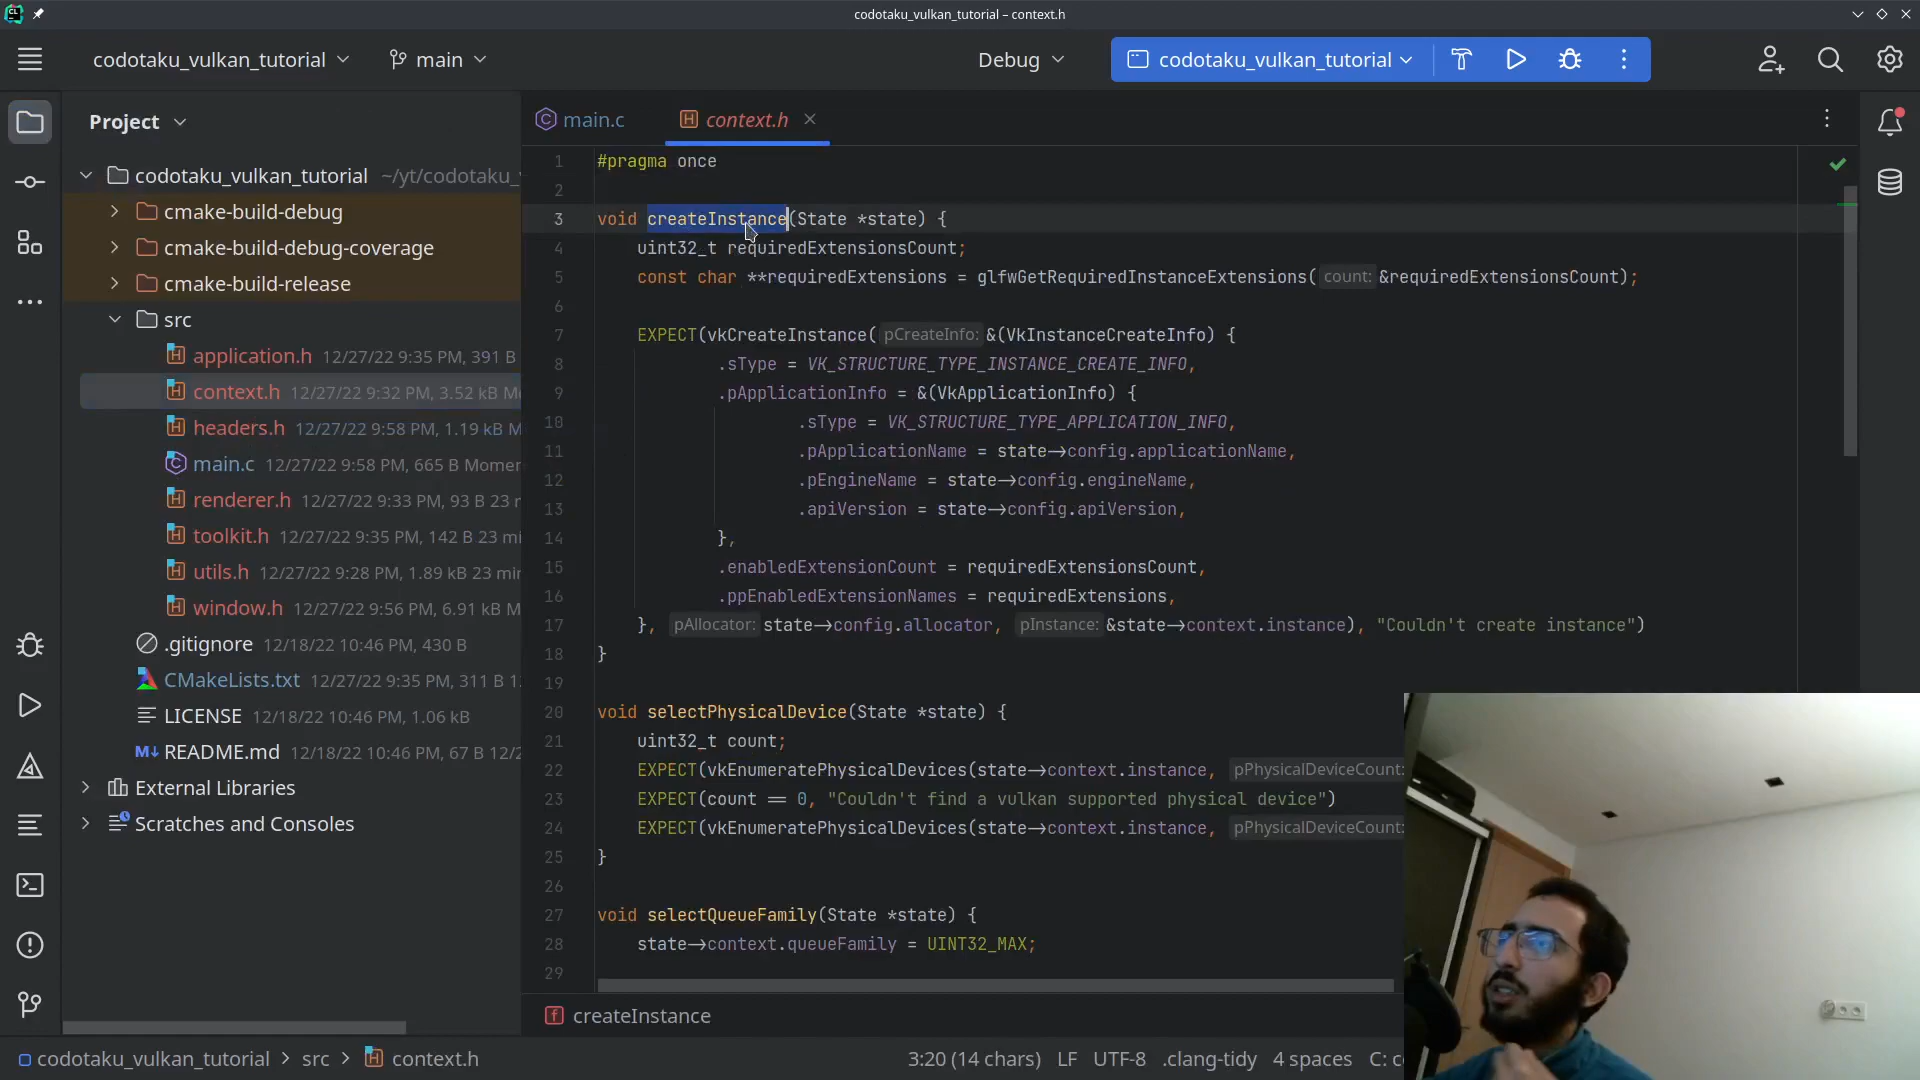 codotaku_vulkan_tutorial – context.h
codotaku_vulkan_tutorial
main
Debug
codotaku_vulkan_tutorial
Project
main.c
context.h
codotaku_vulkan_tutorial ~/yt/codotaku_
cmake-build-debug
cmake-build-debug-coverage
cmake-build-release
src
application.h 12/27/22 9:35 PM, 391 B
context.h 12/27/22 9:32 PM, 3.52 kB
headers.h 12/27/22 9:58 PM, 1.19 kB
main.c 12/27/22 9:58 PM, 665 B Momen
renderer.h 12/27/22 9:33 PM, 93 B 23
toolkit.h 12/27/22 9:35 PM, 142 B 23 mi
utils.h 12/27/22 9:28 PM, 1.89 kB 23 min
window.h 12/27/22 9:56 PM, 6.91 kB
.gitignore 12/18/22 10:46 PM, 430 B
CMakeLists.txt 12/27/22 9:35 PM, 311 B
LICENSE 12/18/22 10:46 PM, 1.06 kB
README.md 12/18/22 10:46 PM, 67 B 12/2
External Libraries
Scratches and Consoles
1 #pragma once
2
3 void createInstance(State *state) {
4 uint32_t requiredExtensionsCount;
5 const char **requiredExtensions = glfwGetRequiredInstanceExtensions( count: &requiredExtensionsCount);
6
7 EXPECT(vkCreateInstance( pCreateInfo: &(VkInstanceCreateInfo) {
8 .sType = VK_STRUCTURE_TYPE_INSTANCE_CREATE_INFO,
9 .pApplicationInfo = &(VkApplicationInfo) {
10 .sType = VK_STRUCTURE_TYPE_APPLICATION_INFO,
11 .pApplicationName = state->config.applicationName,
12 .pEngineName = state->config.engineName,
13 .apiVersion = state->config.apiVersion,
14 },
15 .enabledExtensionCount = requiredExtensionsCount,
16 .ppEnabledExtensionNames = requiredExtensions,
17 }, pAllocator: state->config.allocator, pInstance: &state->context.instance), "Couldn't create instance")
18 }
19
20 void selectPhysicalDevice(State *state) {
21 uint32_t count;
22 EXPECT(vkEnumeratePhysicalDevices(state->context.instance, pPhysicalDeviceCount:
23 EXPECT(count == 0, "Couldn't find a vulkan supported physical device")
24 EXPECT(vkEnumeratePhysicalDevices(state->context.instance, pPhysicalDeviceCount:
25 }
26
27 void selectQueueFamily(State *state) {
28 state->context.queueFamily = UINT32_MAX;
29
createInstance
codotaku_vulkan_tutorial > src > context.h
3:20 (14 chars) LF UTF-8 .clang-tidy 4 spaces C: c